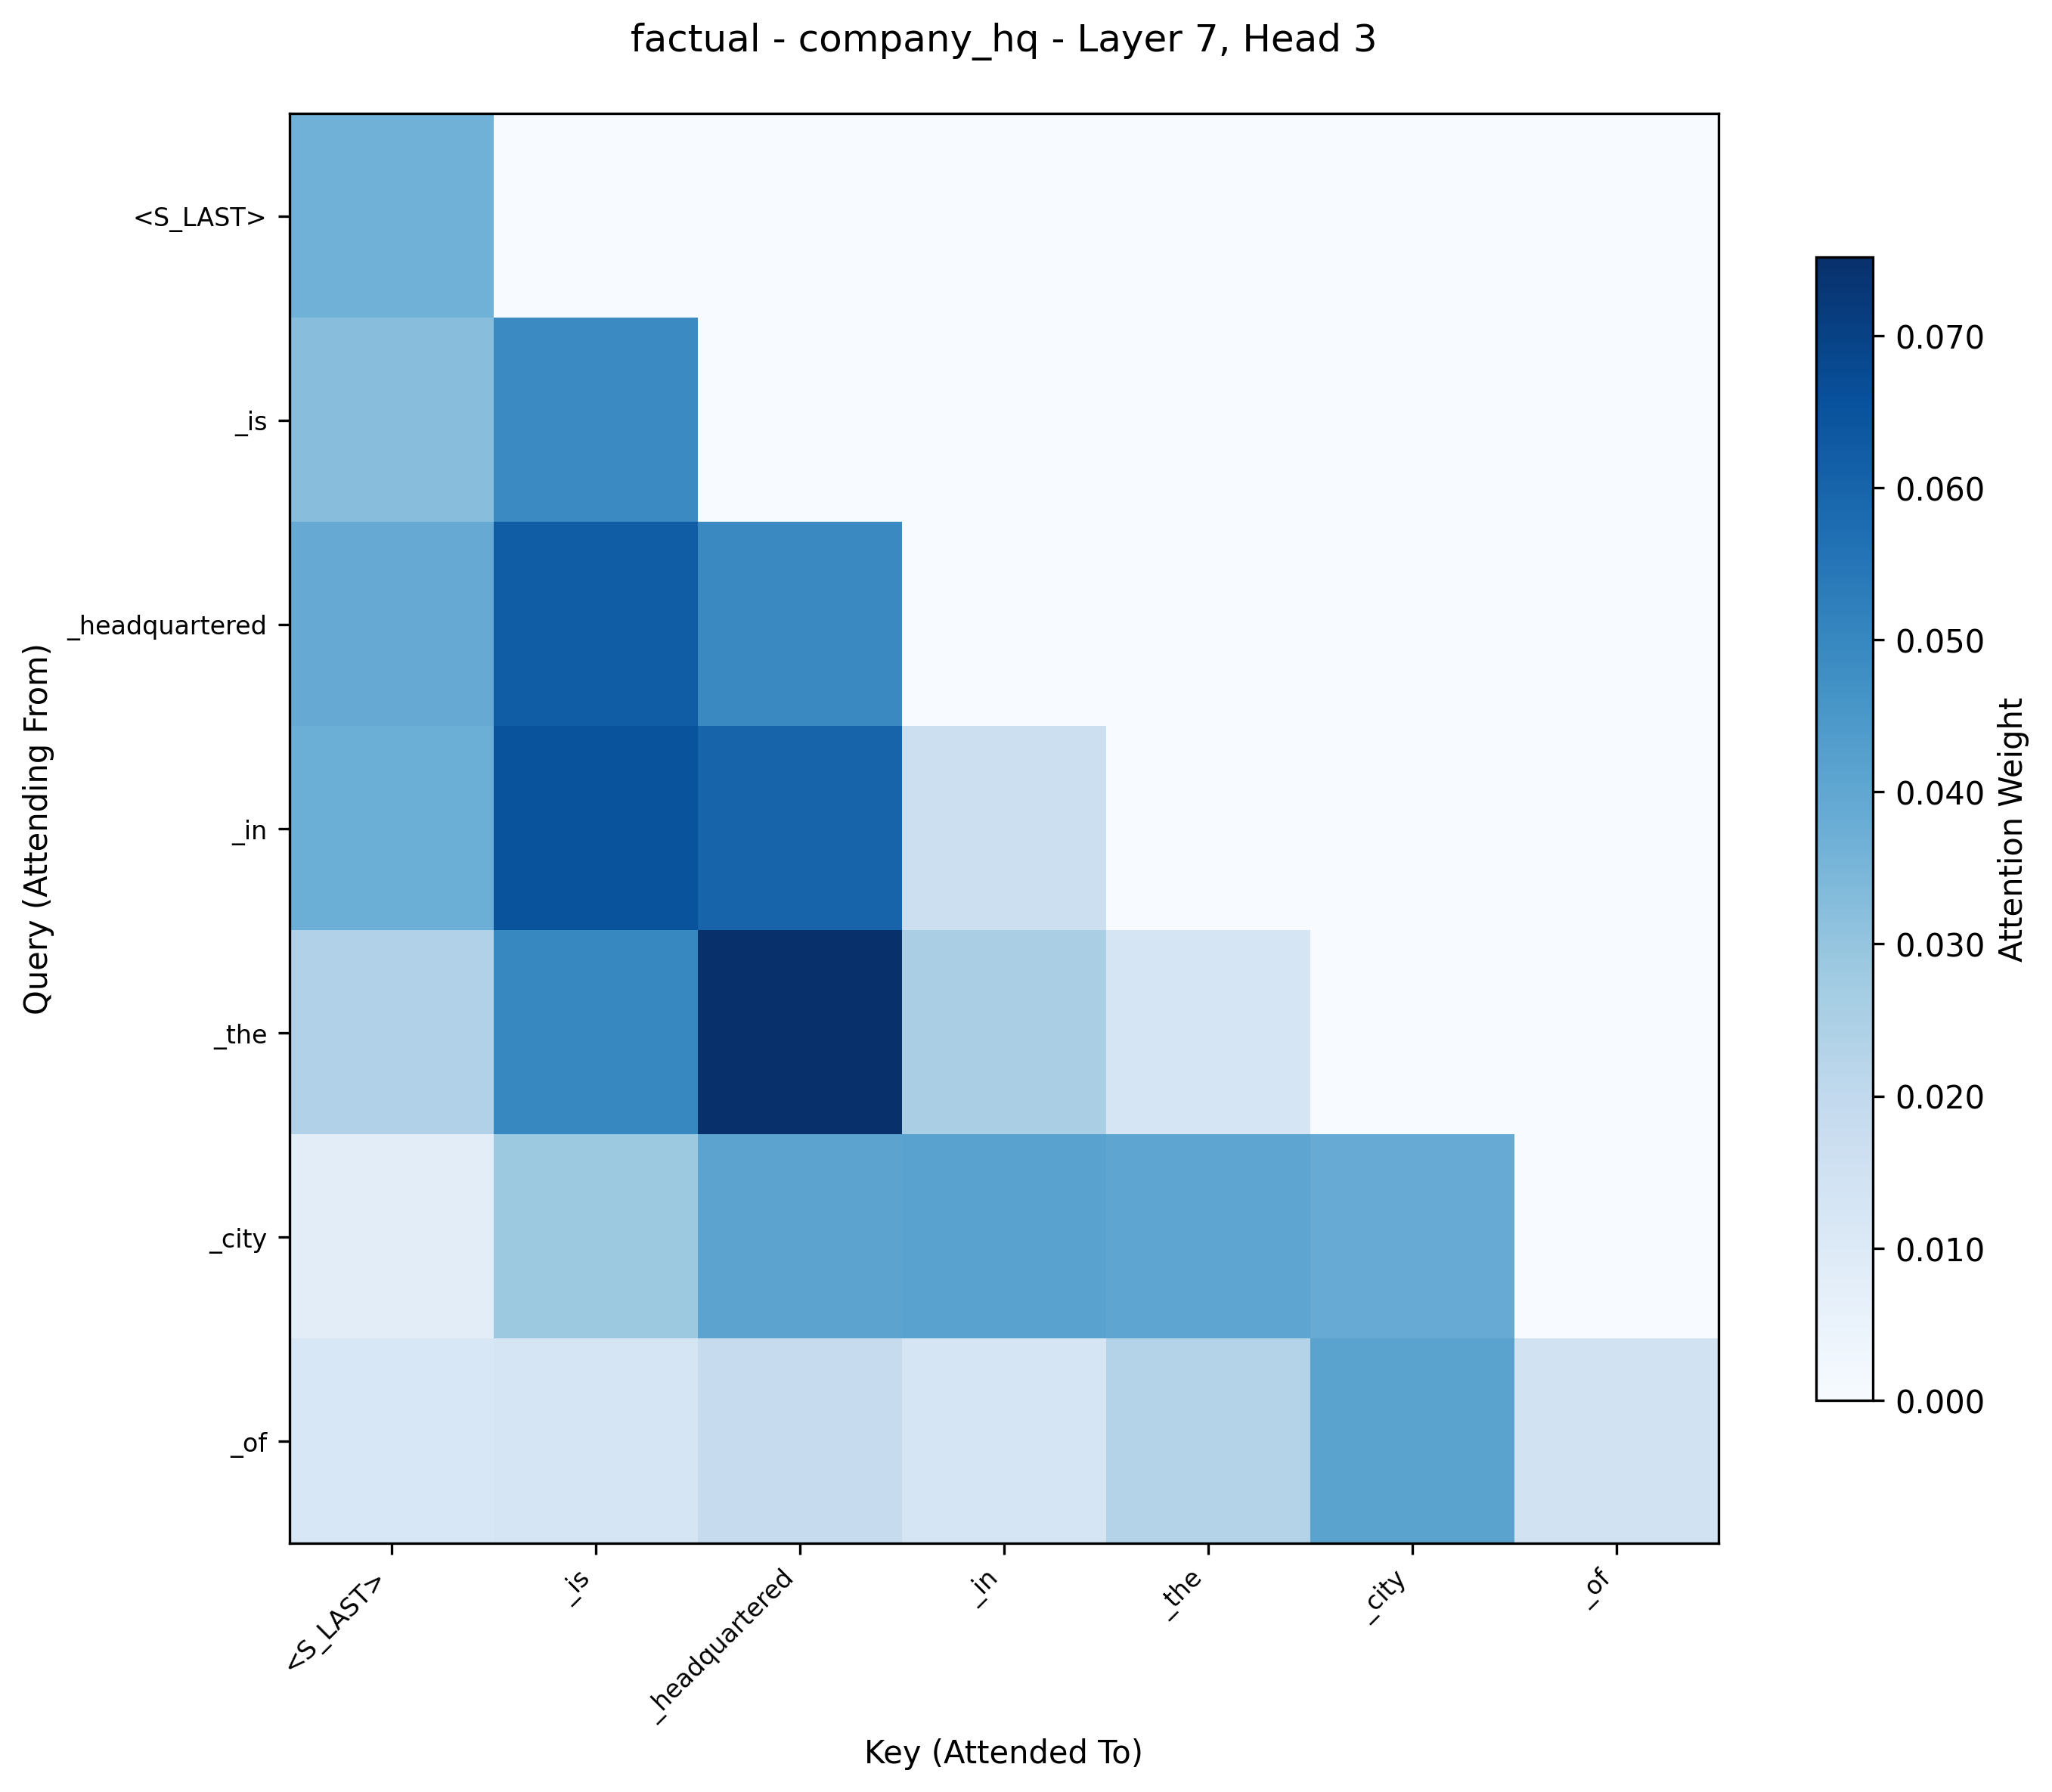 factual - company_hq - Layer 7, Head 3
Query (Attending From)
<S_LAST>
_is
_headquartered
_in
_the
_city
_of
<S_LAST>
_is
_headquartered
_in
_the
_city
_of
Key (Attended To)
0.070
0.060
0.050
0.040
0.030
0.020
0.010
0.000
Attention Weight